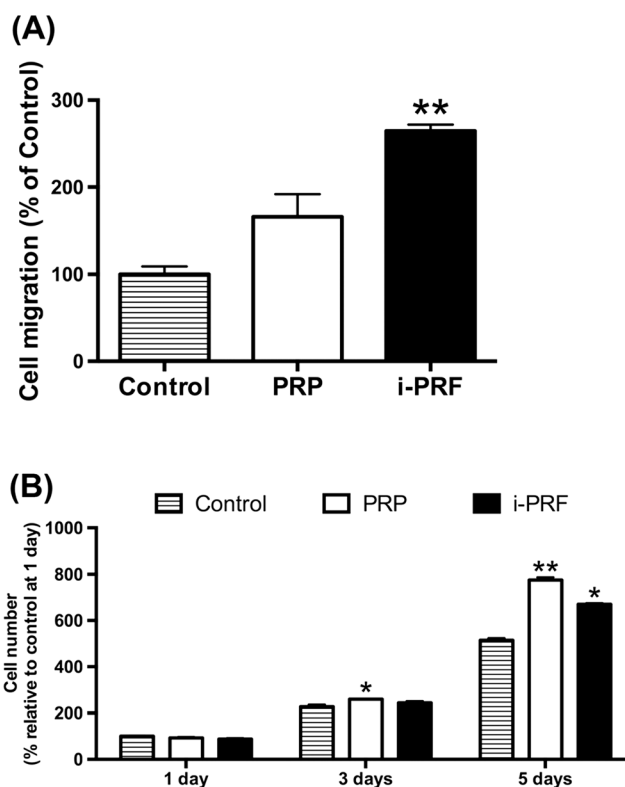 (A)
Cell migration (% of Control)
300
200
100
0
**
Control PRP i-PRF
(B)
Control PRP i-PRF
Cell number
(% relative to control at 1 day)
1000
800
600
400
200
0
*
**
*
1 day 3 days 5 days